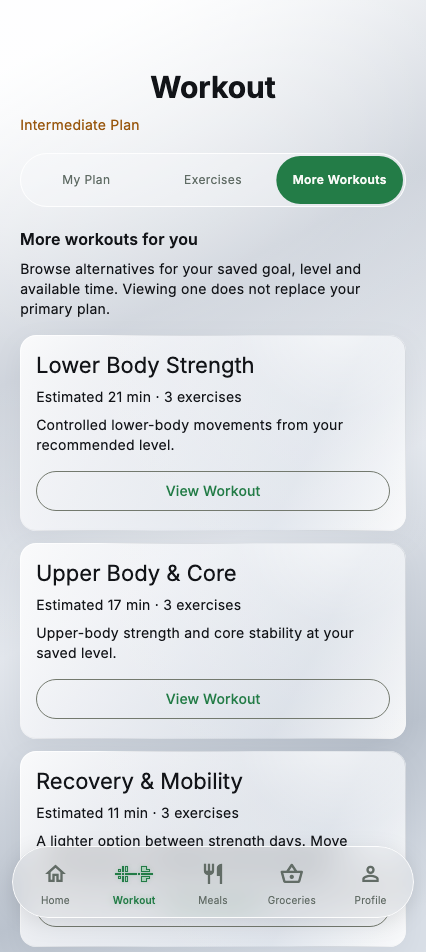 Workout
Intermediate Plan
My Plan
Exercises
More Workouts
More workouts for you
Browse alternatives for your saved goal, level and
available time. Viewing one does not replace your
primary plan.
Lower Body Strength
Estimated 21 min · 3 exercises
Controlled lower-body movements from your
recommended level.
View Workout
Upper Body & Core
Estimated 17 min · 3 exercises
Upper-body strength and core stability at your
saved level.
View Workout
Recovery & Mobility
Estimated 11 min · 3 exercises
A lighter option between strength days. Move
Home
Workout
Meals
Groceries
Profile